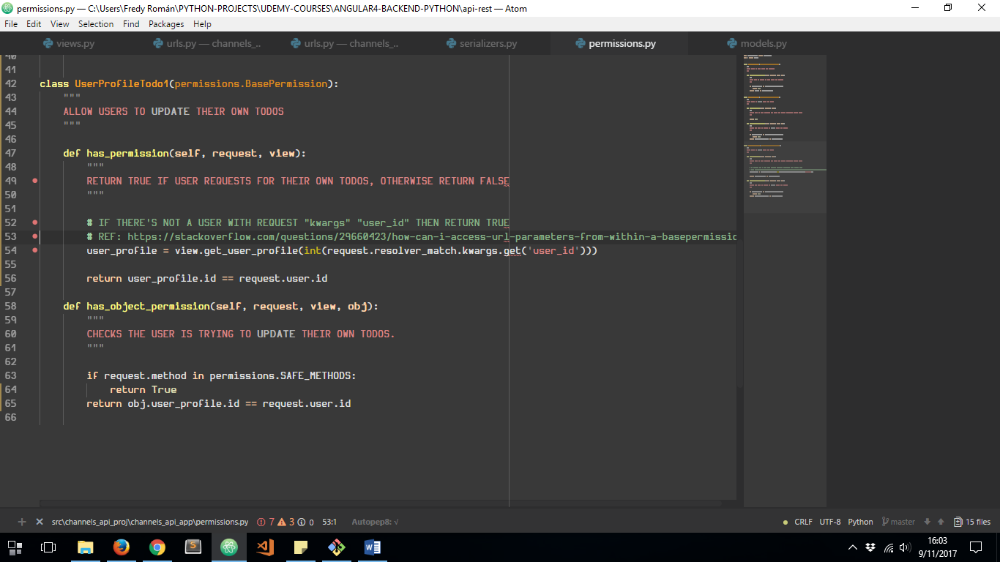 permissions.py — C:\Users\Fredy Román\PYTHON-PROJECTS\UDEMY-COURSES\ANGULAR4-BACKEND-PYTHON\api-rest — Atom
File Edit View Selection Find Packages Help
views.py urls.py — channels_.. urls.py — channels_.. serializers.py permissions.py models.py
40
41
42 class UserProfileTodo1(permissions.BasePermission):
43 """
44 ALLOW USERS TO UPDATE THEIR OWN TODOS
45 """
46
47 def has_permission(self, request, view):
48 """
49 RETURN TRUE IF USER REQUESTS FOR THEIR OWN TODOS, OTHERWISE RETURN FALSE
50 """
51
52 # IF THERE'S NOT A USER WITH REQUEST "kwargs" "user_id" THEN RETURN TRUE
53 # REF: https://stackoverflow.com/questions/29660423/how-can-i-access-url-parameters-from-within-a-basepermissio
54 user_profile = view.get_user_profile(int(request.resolver_match.kwargs.get('user_id')))
55
56 return user_profile.id == request.user.id
57
58 def has_object_permission(self, request, view, obj):
59 """
60 CHECKS THE USER IS TRYING TO UPDATE THEIR OWN TODOS.
61 """
62
63 if request.method in permissions.SAFE_METHODS:
64 return True
65 return obj.user_profile.id == request.user.id
66
src\channels_api_proj\channels_api_app\permissions.py 7 3 0 53:1 Autopep8: √ CRLF UTF-8 Python master 15 files
16:03
9/11/2017